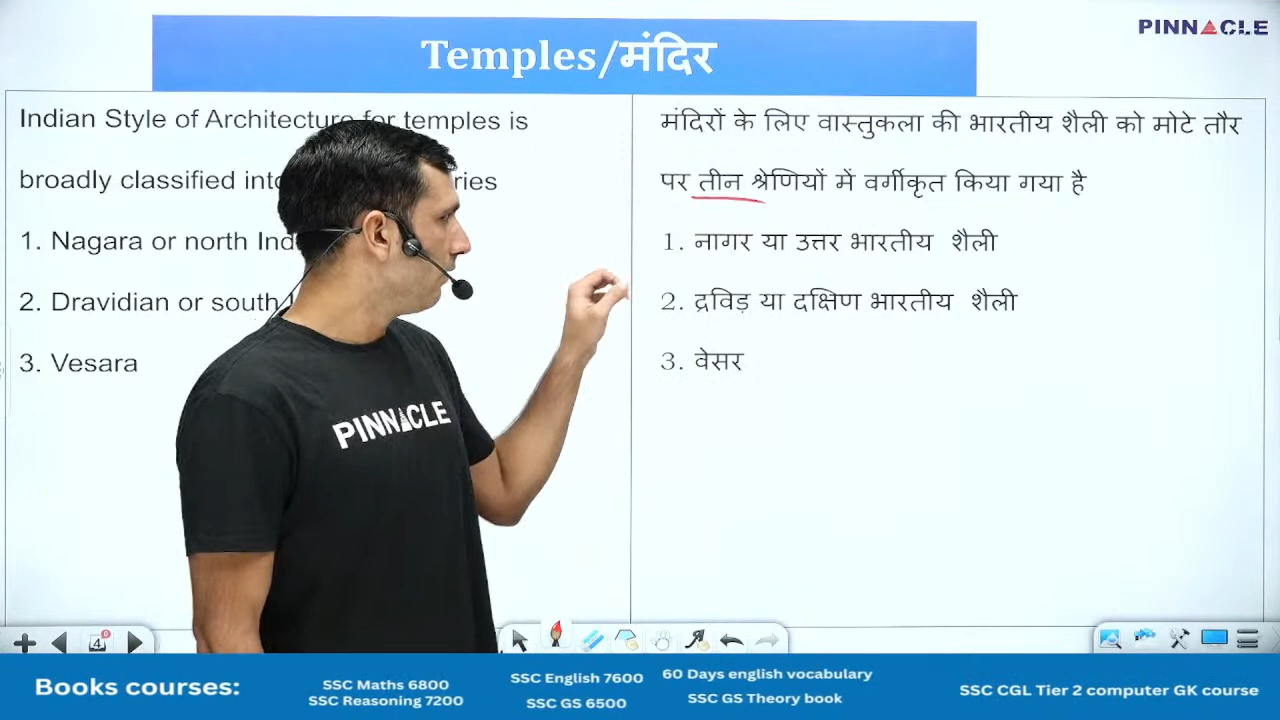 Temples/मंदिर
PINNACLE
Indian Style of Architecture for temples is
broadly classified into ries
1. Nagara or north Ind
2. Dravidian or south
3. Vesara
मंदिरों के लिए वास्तुकला की भारतीय शैली को मोटे तौर
पर तीन श्रेणियों में वर्गीकृत किया गया है
1. नागर या उत्तर भारतीय शैली
2. द्रविड़ या दक्षिण भारतीय शैली
3. वेसर
PINNACLE
4
Books courses:
SSC Maths 6800
SSC Reasoning 7200
SSC English 7600
SSC GS 6500
60 Days english vocabulary
SSC GS Theory book
SSC CGL Tier 2 computer GK course